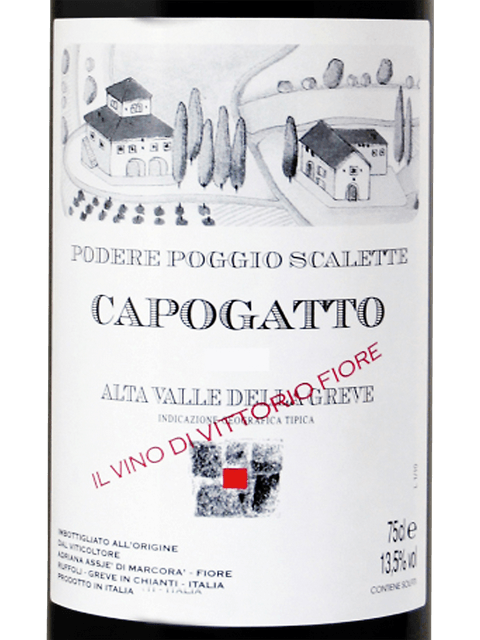 PODERE POGGIO SCALETTE
CAPOGATTO
ALTA VALLE DELLA GREVE
INDICAZIONE GEOGRAFICA TIPICA
IL VINO DI VITTORIO FIORE
IMBOTTIGLIATO ALL'ORIGINE
DAL VITICOLTORE
ADRIANA ASSJE' DI MARCORA' - FIORE
RUFFOLI - GREVE IN CHIANTI - ITALIA
PRODOTTO IN ITALIA
75cl e
13,5% vol
CONTIENE